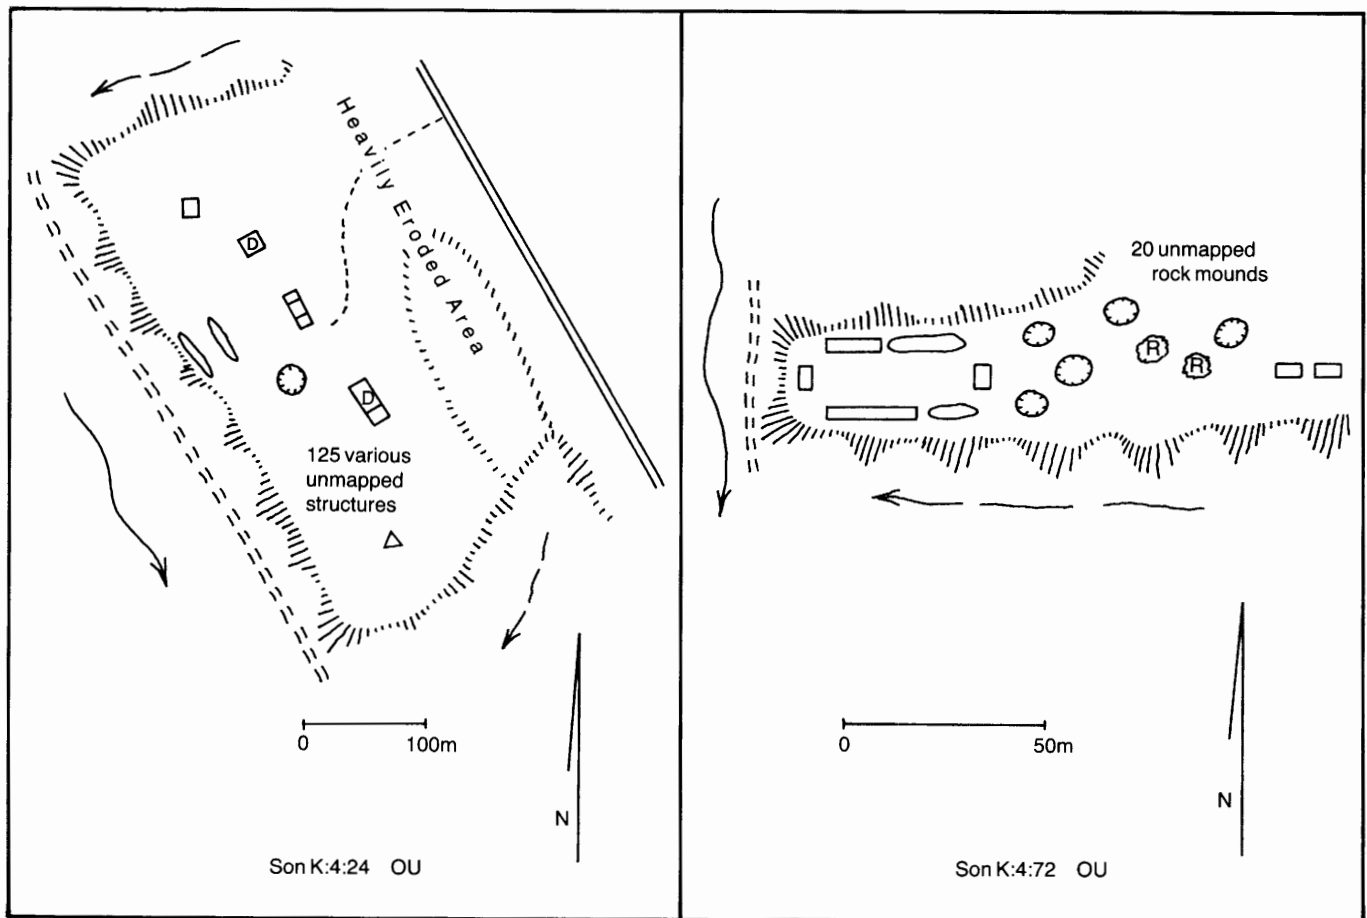 Heavily Eroded Area
D
D
125 various
unmapped
structures
0 100m
N
Son K:4:24 OU
20 unmapped
rock mounds
R
R
0 50m
N
Son K:4:72 OU